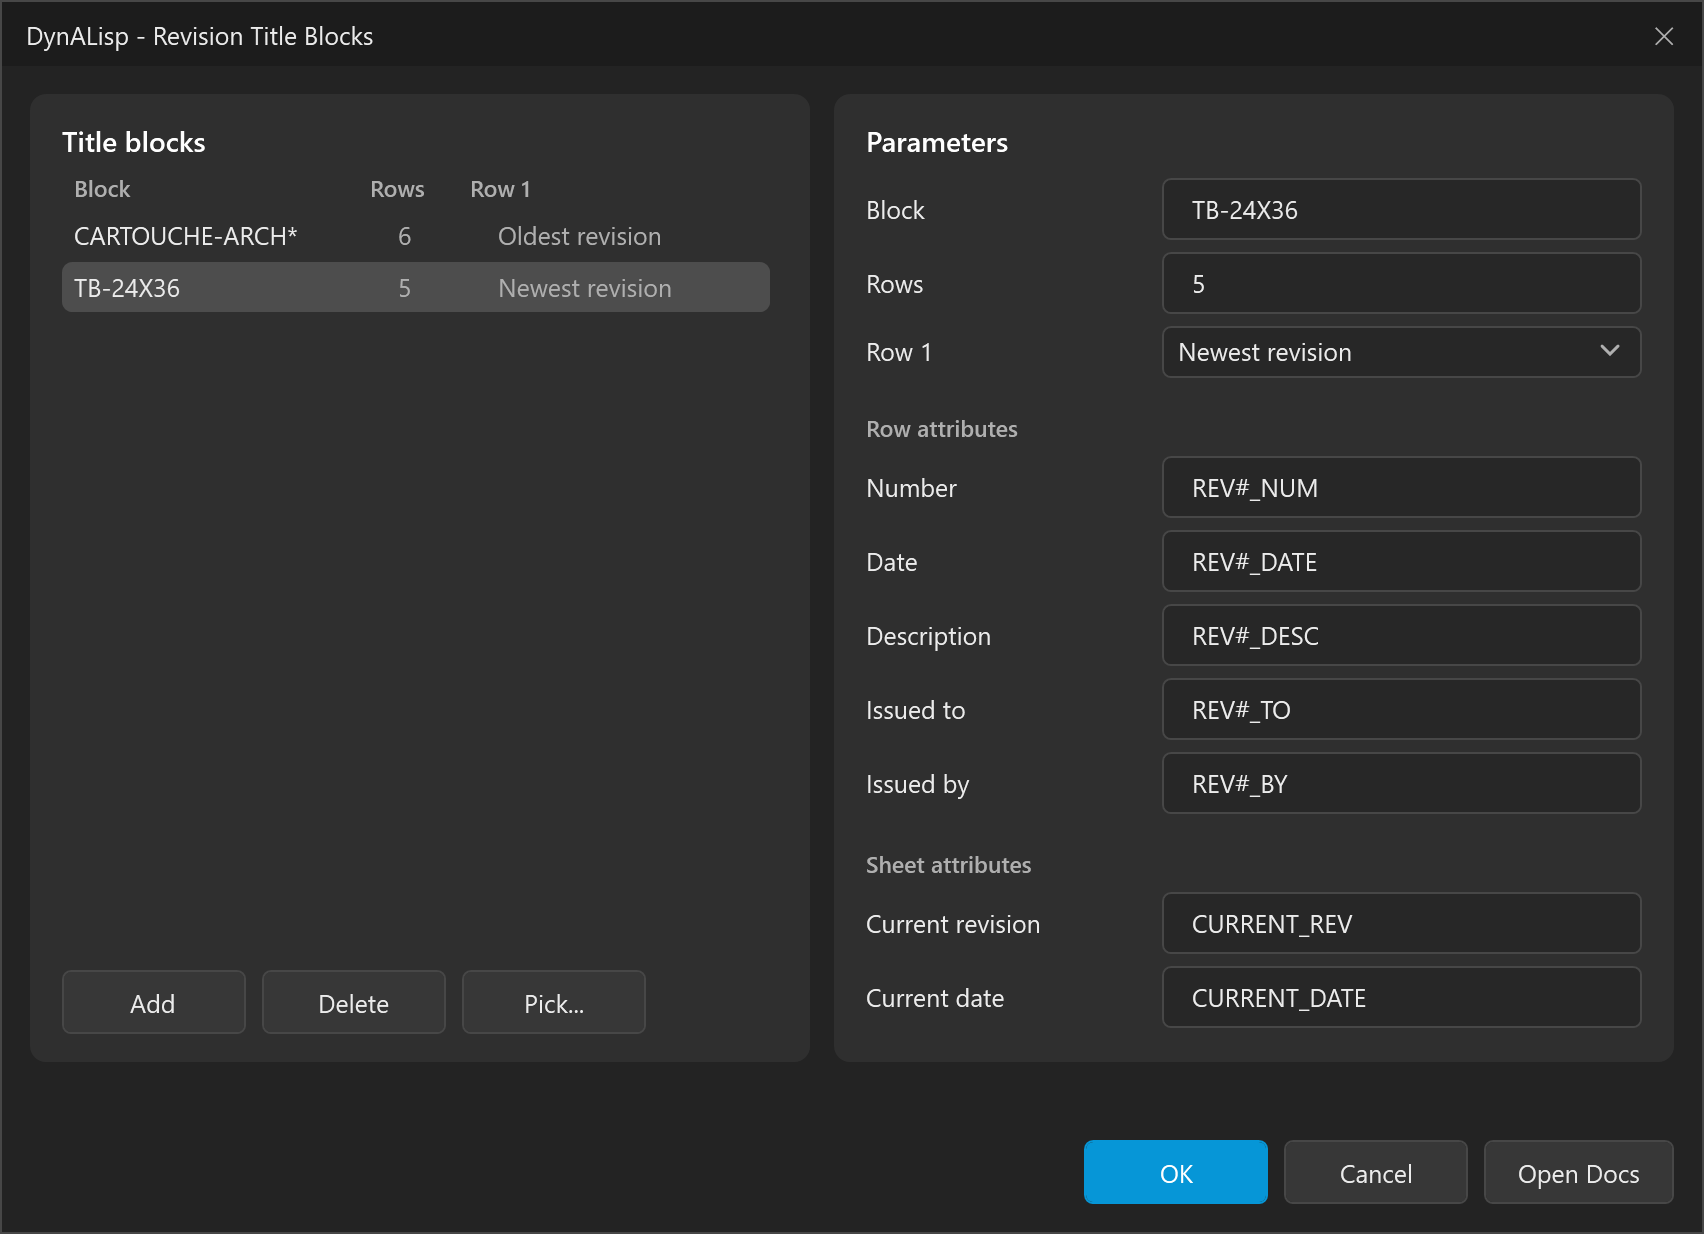 DynALisp - Revision Title Blocks
Title blocks
Block Rows Row 1
CARTOUCHE-ARCH* 6 Oldest revision
TB-24X36 5 Newest revision
Add Delete Pick...
Parameters
Block TB-24X36
Rows 5
Row 1 Newest revision
Row attributes
Number REV#_NUM
Date REV#_DATE
Description REV#_DESC
Issued to REV#_TO
Issued by REV#_BY
Sheet attributes
Current revision CURRENT_REV
Current date CURRENT_DATE
OK Cancel Open Docs